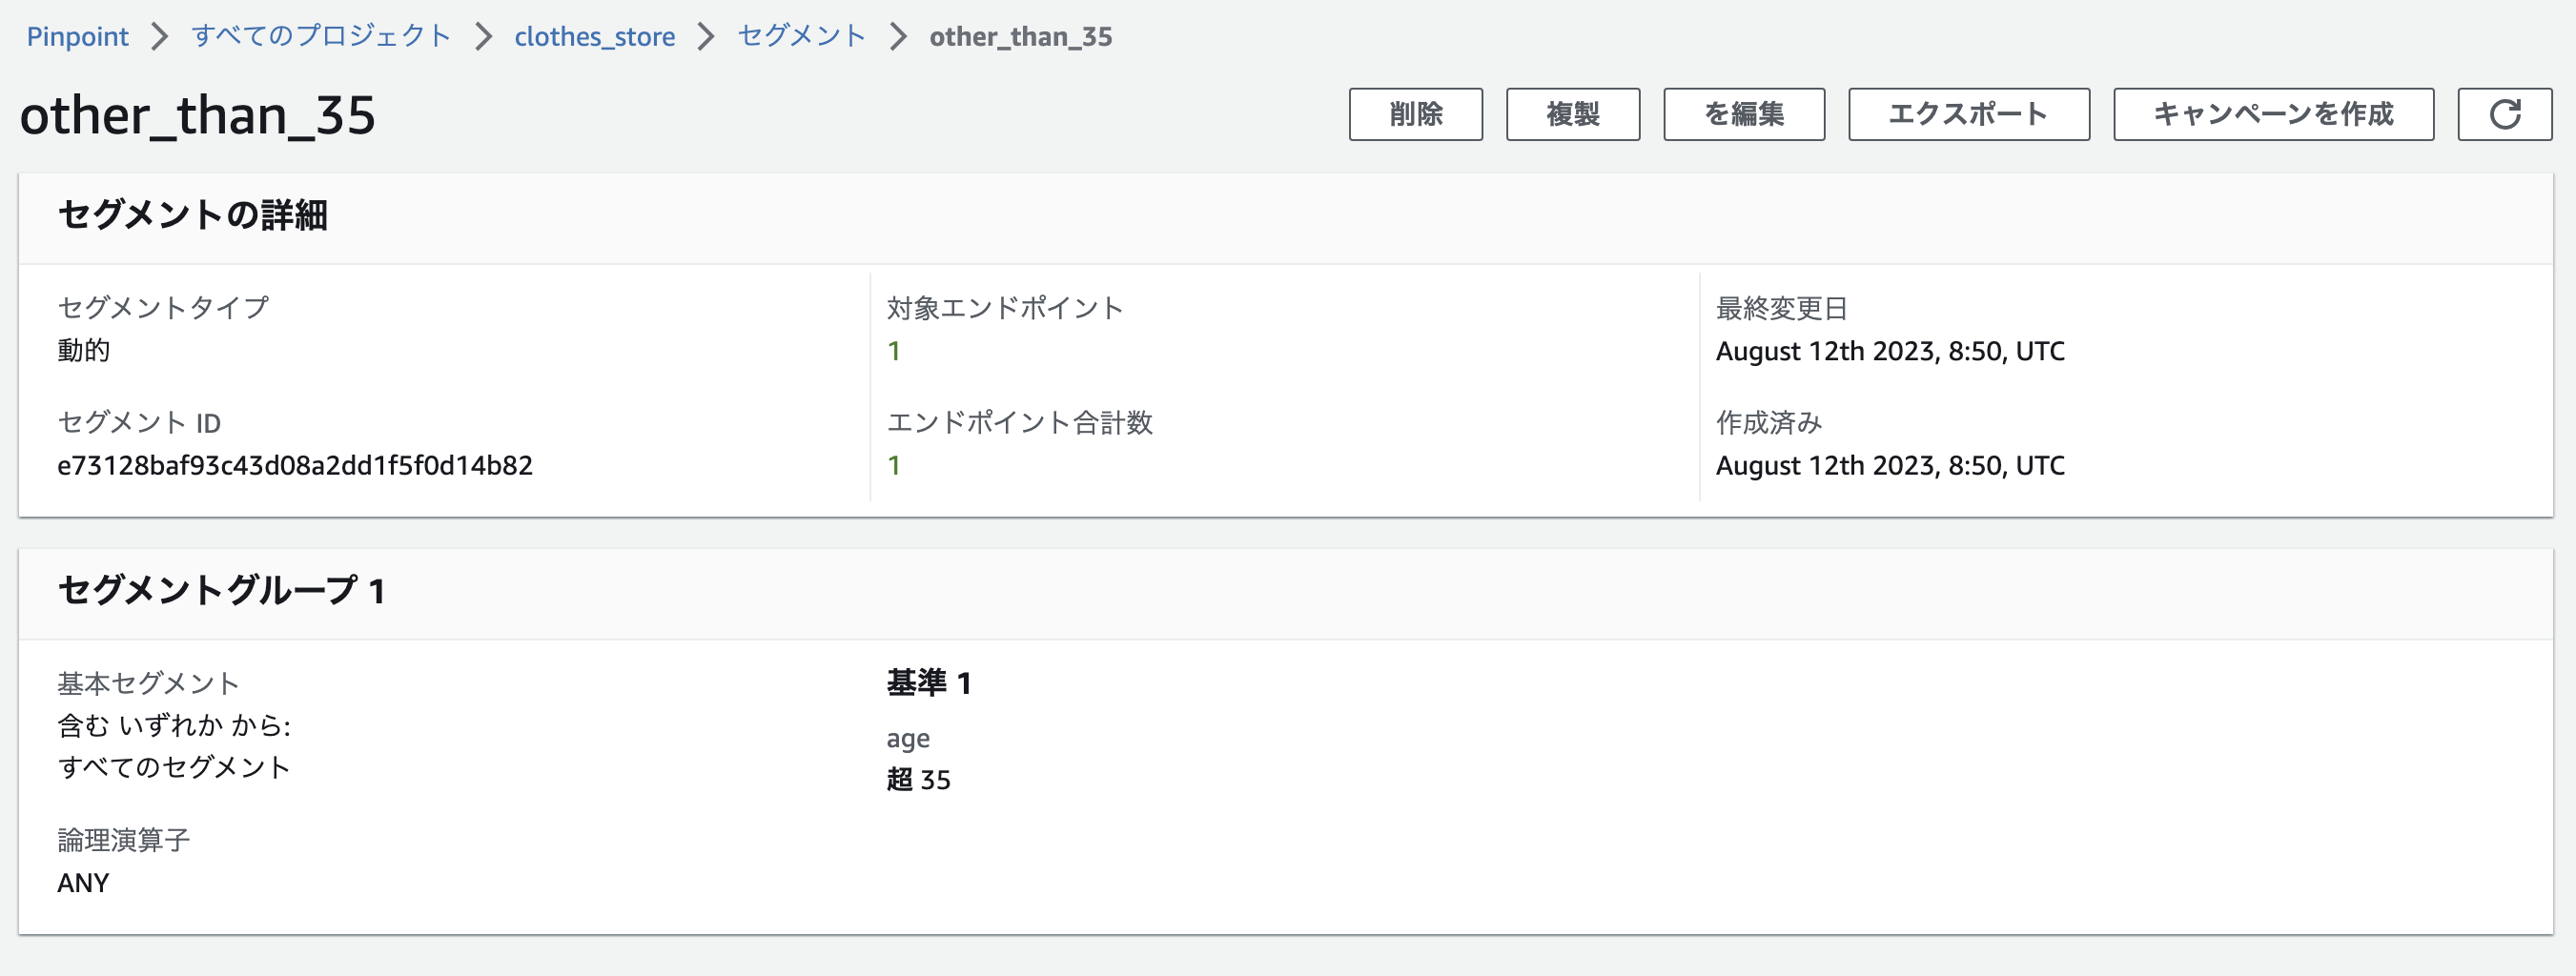 Pinpoint > すべてのプロジェクト > clothes_store > セグメント > other_than_35
other_than_35
削除 複製 を編集 エクスポート キャンペーンを作成
セグメントの詳細
セグメントタイプ
動的
セグメント ID
e73128baf93c43d08a2dd1f5f0d14b82
対象エンドポイント
1
エンドポイント合計数
1
最終変更日
August 12th 2023, 8:50, UTC
作成済み
August 12th 2023, 8:50, UTC
セグメントグループ 1
基本セグメント
含む いずれか から:
すべてのセグメント
論理演算子
ANY
基準 1
age
超 35